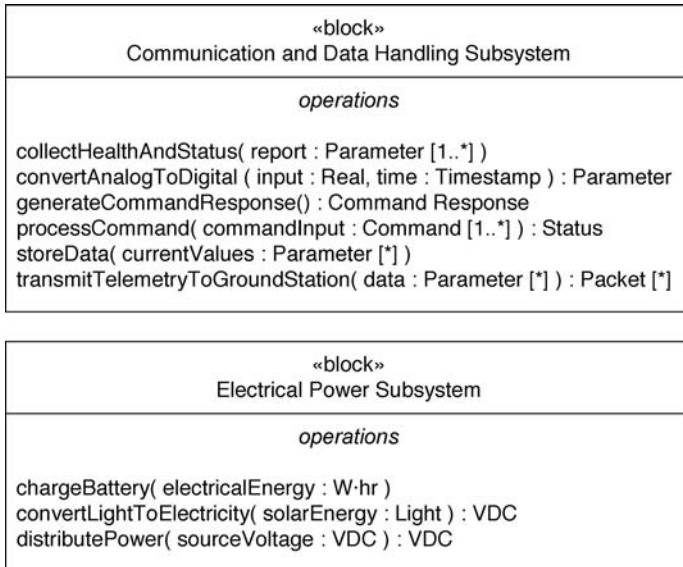 «block»
Communication and Data Handling Subsystem
operations
collectHealthAndStatus( report : Parameter [1..*] )
convertAnalogToDigital ( input : Real, time : Timestamp ) : Parameter
generateCommandResponse() : Command Response
processCommand( commandInput : Command [1..*] ) : Status
storeData( currentValues : Parameter [*] )
transmitTelemetryToGroundStation( data : Parameter [*] ) : Packet [*]
«block»
Electrical Power Subsystem
operations
chargeBattery( electricalEnergy : W·hr )
convertLightToElectricity( solarEnergy : Light ) : VDC
distributePower( sourceVoltage : VDC ) : VDC